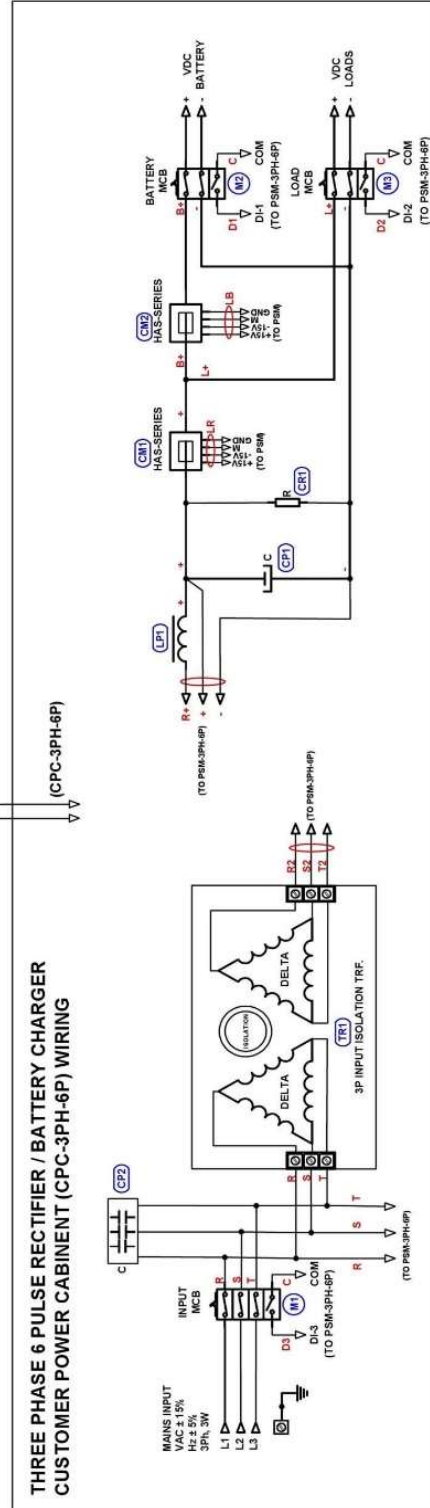 THREE PHASE 6 PULSE RECTIFIER / BATTERY CHARGER
CUSTOMER POWER CABINENT (CPC-3PH-6P) WIRING
(CPC-3PH-6P)
MAINS INPUT
VAC ± 15%
Hz ± 5%
3Ph, 3W
L1
L2
L3
INPUT
MCB
R
S
T
M1
D3
C
DI-3
COM
(TO PSM-3PH-6P)
C
CP2
R
S
T
(TO PSM-3PH-6P)
R
S
T
DELTA
ISOLATION
DELTA
TR1
3P INPUT ISOLATION TRF.
R2
S2
T2
(TO PSM-3PH-6P)
R+
+
-
(TO PSM-3PH-6P)
LP1
+
+
C
CP1
-
R
CR1
CM1
HAS-SERIES
+
LR
+15V
-15V
M
GND
(TO PSM)
B+
L+
CM2
HAS-SERIES
LB
+15V
-15V
M
GND
(TO PSM)
BATTERY
MCB
B+
-
M2
D1
C
DI-1
COM
(TO PSM-3PH-6P)
+ VDC
- BATTERY
LOAD
MCB
L+
-
M3
D2
C
DI-2
COM
(TO PSM-3PH-6P)
+ VDC
- LOADS